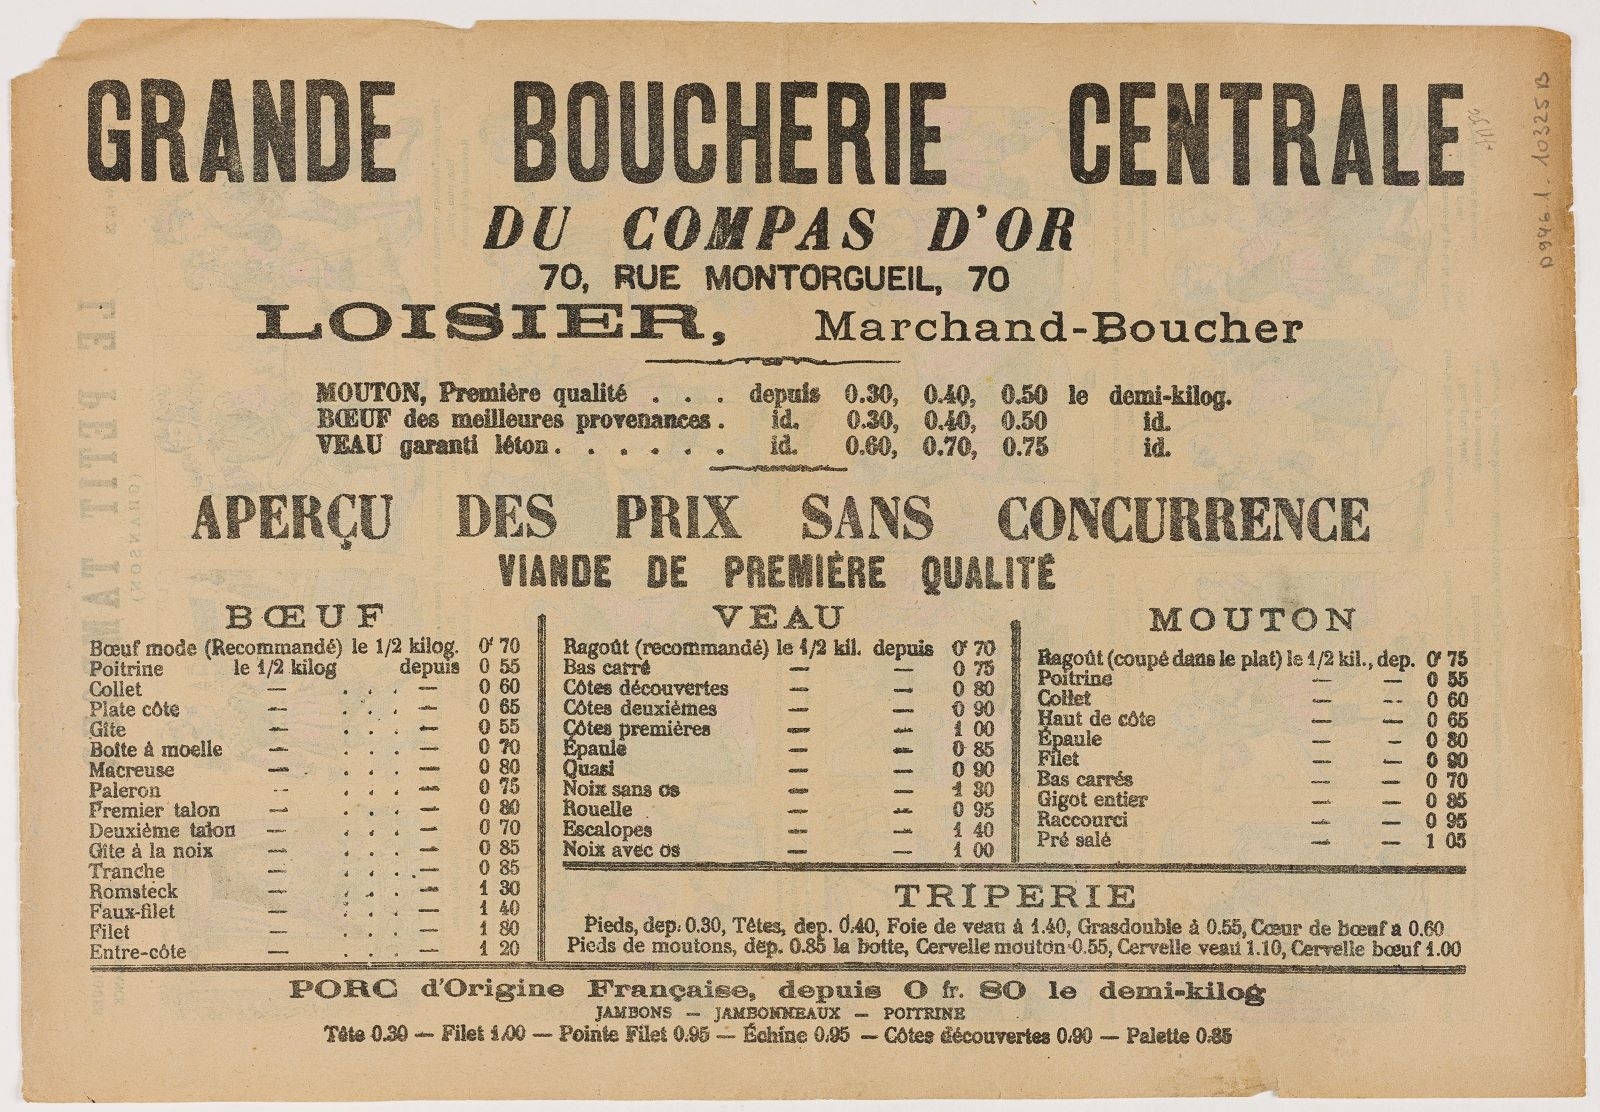 GRANDE BOUCHERIE CENTRALE
DU COMPAS D'OR
70, RUE MONTORGUEIL, 70
LOISIER, Marchand-Boucher
MOUTON, Première qualité . . . depuis 0.30, 0.40, 0.50 le demi-kilog.
BŒUF des meilleures provenances . id. 0.30, 0.40, 0.50 id.
VEAU garanti léton . . . . . . id. 0.60, 0.70, 0.75 id.
APERÇU DES PRIX SANS CONCURRENCE
VIANDE DE PREMIÈRE QUALITÉ
BŒUF
Bœuf mode (Recommandé) le 1/2 kilog. 0f 70
Poitrine le 1/2 kilog depuis 0 55
Collet — . . . — 0 60
Plate côte — . . . — 0 65
Gîte — . . . — 0 55
Boîte à moelle — . . . — 0 70
Macreuse — . . . — 0 80
Paleron — . . . — 0 75
Premier talon — . . . — 0 80
Deuxième talon — . . . — 0 70
Gîte à la noix — . . . — 0 85
Tranche — . . . — 0 85
Romsteck — . . . — 1 30
Faux-filet — . . . — 1 40
Filet — . . . — 1 80
Entre-côte — . . . — 1 20
VEAU
Ragoût (recommandé) le 1/2 kil. depuis 0f 70
Bas carré — — 0 75
Côtes découvertes — — 0 80
Côtes deuxièmes — — 0 90
Côtes premières — — 1 00
Épaule — — 0 85
Quasi — — 0 90
Noix sans os — — 1 30
Rouelle — — 0 95
Escalopes — — 1 40
Noix avec os — — 1 00
MOUTON
Ragoût (coupé dans le plat) le 1/2 kil., dep. 0f 75
Poitrine — — 0 55
Collet — — 0 60
Haut de côte — — 0 65
Épaule — — 0 80
Filet — — 0 90
Bas carrés — — 0 70
Gigot entier — — 0 85
Raccourci — — 0 95
Pré salé — — 1 05
TRIPERIE
Pieds, dep. 0.30, Têtes, dep. 0.40, Foie de veau à 1.40, Grasdouble à 0.55, Cœur de bœuf a 0.60
Pieds de moutons, dep. 0.85 la botte, Cervelle mouton 0.55, Cervelle veau 1.10, Cervelle bœuf 1.00
PORC d'Origine Française, depuis 0 fr. 80 le demi-kilog
JAMBONS — JAMBONNEAUX — POITRINE
Tête 0.30 — Filet 1.00 — Pointe Filet 0.95 — Échine 0.95 — Côtes découvertes 0.90 — Palette 0.85
D 946.1.10325 B